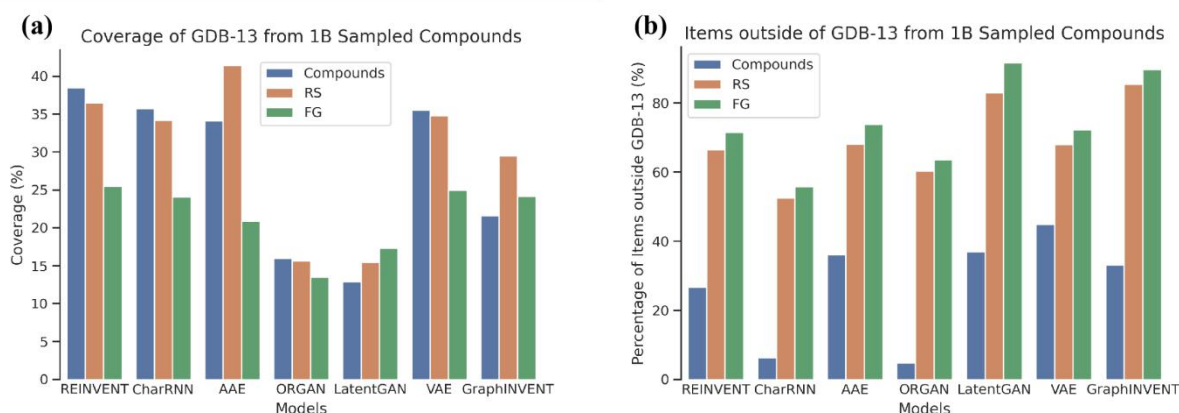 (a)
Coverage of GDB-13 from 1B Sampled Compounds
Compounds
RS
FG
Coverage (%)
40
35
30
25
20
15
10
5
0
REINVENT CharRNN AAE ORGAN LatentGAN VAE GraphINVENT
Models
(b)
Items outside of GDB-13 from 1B Sampled Compounds
Compounds
RS
FG
Percentage of Items outside GDB-13 (%)
80
60
40
20
0
REINVENT CharRNN AAE ORGAN LatentGAN VAE GraphINVENT
Models